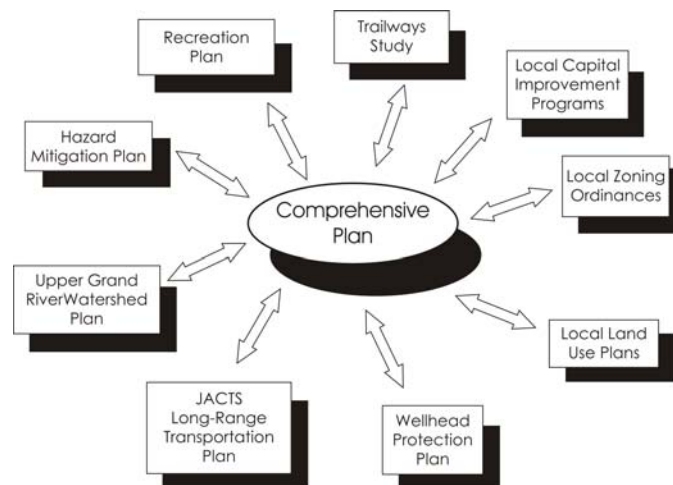 Recreation
Plan
Trailways
Study
Local Capital
Improvement
Programs
Hazard
Mitigation Plan
Local Zoning
Ordinances
Comprehensive
Plan
Upper Grand
RiverWatershed
Plan
Local Land
Use Plans
JACTS
Long-Range
Transportation
Plan
Wellhead
Protection
Plan